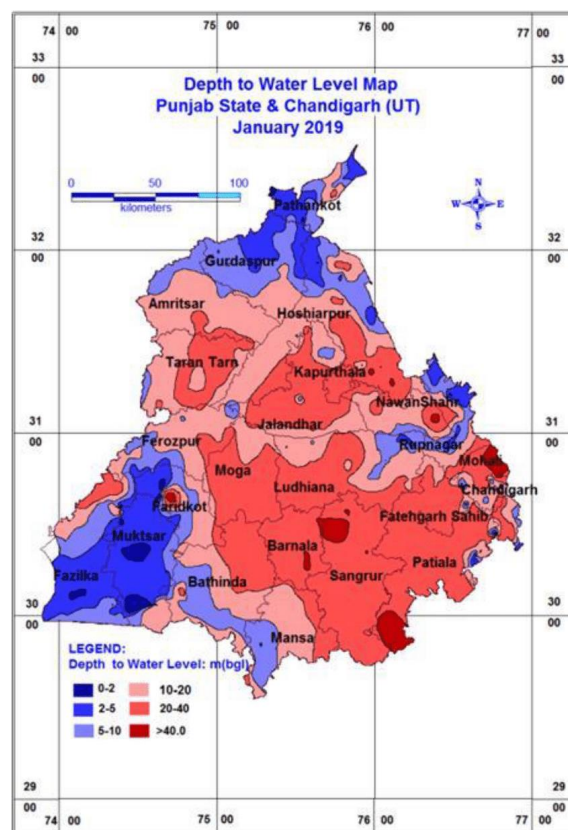 74 00
75 00
76 00
77 00
33 00
33 00
Depth to Water Level Map
Punjab State & Chandigarh (UT)
January 2019
0 50 100
kilometers
N
W E
S
Pathankot
32 00
32 00
Gurdaspur
Amritsar
Hoshiarpur
Taran Tarn
Kapurthala
NawanShahr
31 00
31 00
Jalandhar
Ferozpur
Rupnagar
Moga
Mohali
Ludhiana
Chandigarh
Faridkot
Fatehgarh Sahib
Muktsar
Barnala
Patiala
Fazilka
Bathinda
Sangrur
30 00
30 00
Mansa
LEGEND:
Depth to Water Level: m(bgl)
0-2 10-20
2-5 20-40
5-10 >40.0
29 00
29 00
74 00
75 00
76 00
77 00